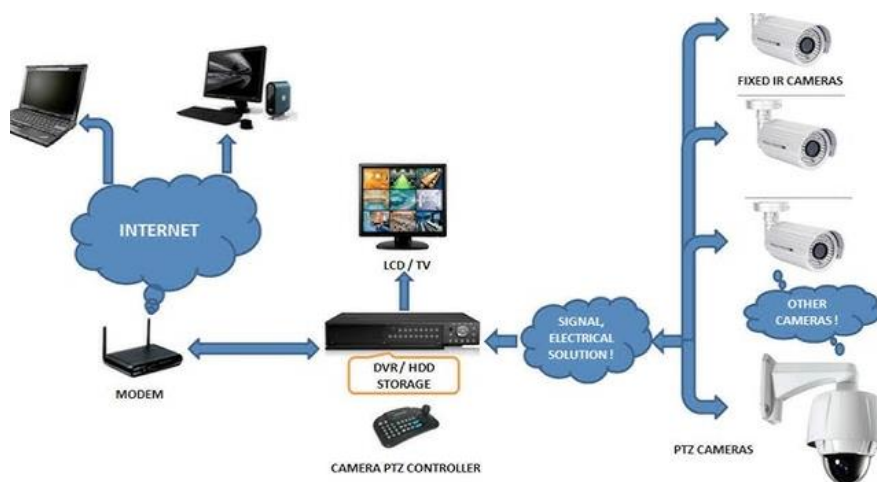 FIXED IR CAMERAS
INTERNET
LCD / TV
SIGNAL,
ELECTRICAL
SOLUTION !
OTHER
CAMERAS !
DVR / HDD
STORAGE
MODEM
CAMERA PTZ CONTROLLER
PTZ CAMERAS